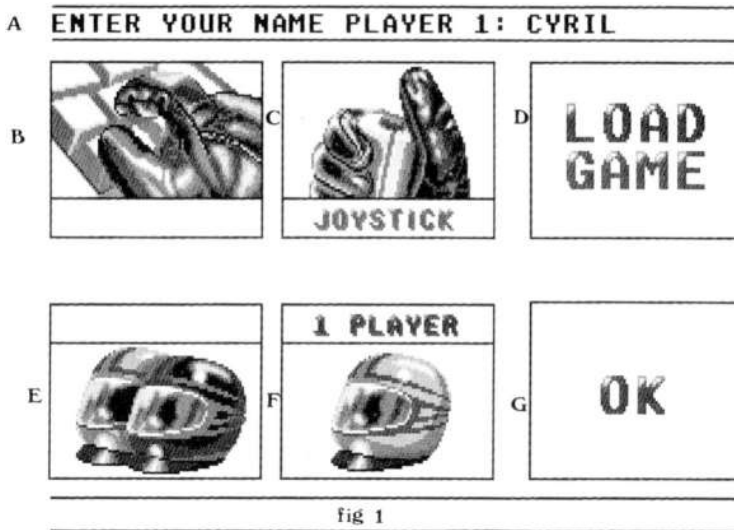 A ENTER YOUR NAME PLAYER 1: CYRIL
B
C
JOYSTICK
D
LOAD
GAME
E
F
1 PLAYER
G
OK
fig 1